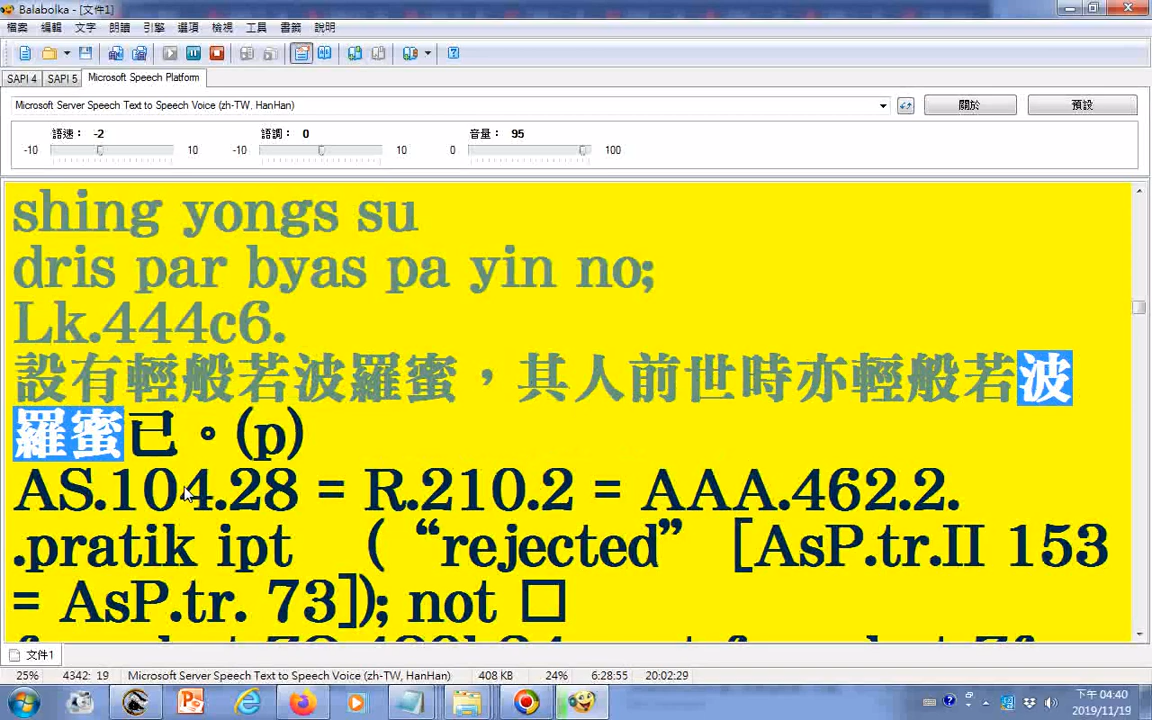 Balabolka - [文件1]
檔案 編輯 文字 朗讀 引擎 選項 檢視 工具 書籤 說明
SAPI 4 SAPI 5 Microsoft Speech Platform
Microsoft Server Speech Text to Speech Voice (zh-TW, HanHan) 關於 預設
語速： -2 語調： 0 音量： 95
-10 10 -10 10 0 100
shing yongs su
dris par byas pa yin no;
Lk.444c6.
設有輕般若波羅蜜，其人前世時亦輕般若波
羅蜜已。(p)
AS.104.28 = R.210.2 = AAA.462.2.
.pratik ipt ( “rejected” [AsP.tr.II 153
= AsP.tr. 73]); not □
文件1
25% 4342: 19 Microsoft Server Speech Text to Speech Voice (zh-TW, HanHan) 408 KB 24% 6:28:55 20:02:29
下午 04:40
2019/11/19